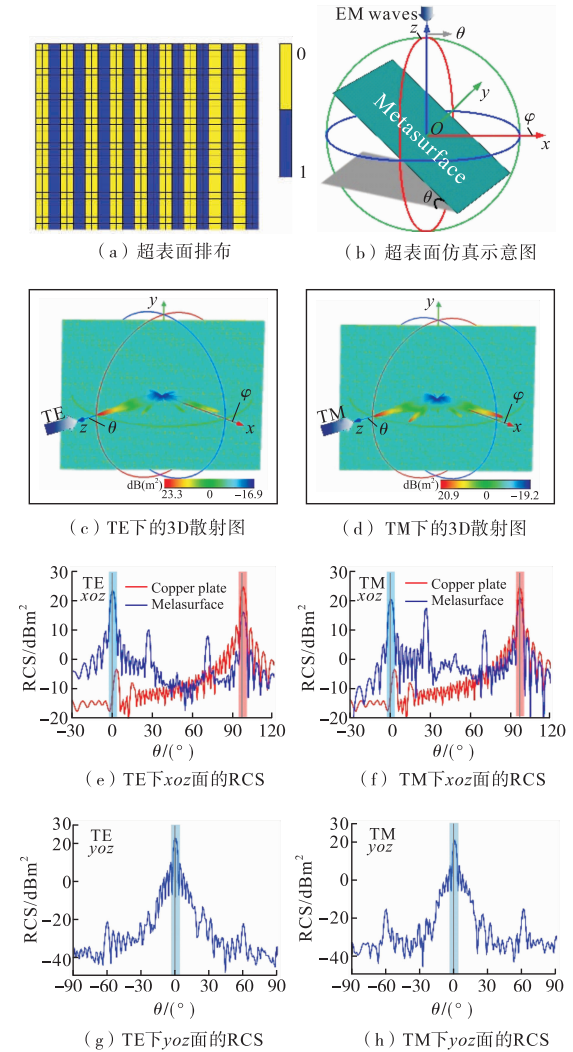 0
1
(a)超表面排布
EM waves
z
θ
y
O
φ
x
Metasurface
θ
(b)超表面仿真示意图
y
TE
z
θ
φ
x
dB(m²)
23.3
0
−16.9
(c)TE下的3D散射图
y
TM
z
θ
φ
x
dB(m²)
20.9
0
−19.2
(d)TM下的3D散射图
RCS/dBm²
30
20
10
0
−10
−20
TE
xoz
Copper plate
Melasurface
−30 0 30 60 90 120
θ/(°)
(e)TE下xoz面的RCS
RCS/dBm²
30
20
10
0
−10
−20
TM
xoz
Copper plate
Melasurface
−30 0 30 60 90 120
θ/(°)
(f)TM下xoz面的RCS
RCS/dBm²
30
20
0
−20
−40
TE
yoz
−90 −60 −30 0 30 60 90
θ/(°)
(g)TE下yoz面的RCS
RCS/dBm²
30
20
0
−20
−40
TM
yoz
−90 −60 −30 0 30 60 90
θ/(°)
(h)TM下yoz面的RCS